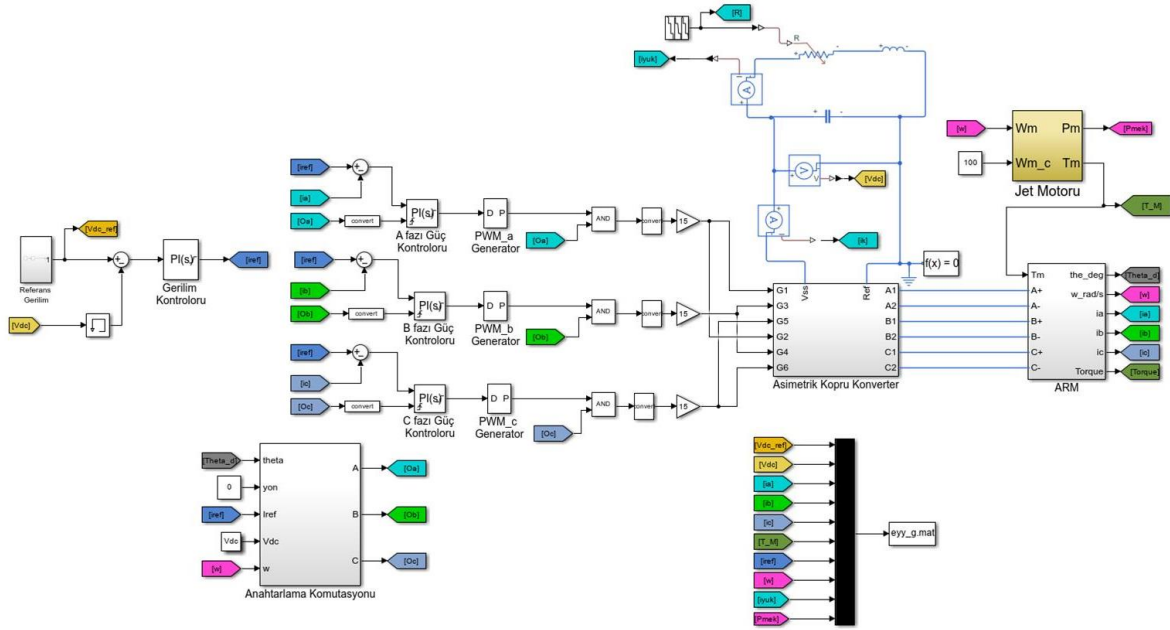 [R]
R
[iyuk]
[w]
Wm
Pm
[Pmek]
100
Wm_c
Tm
Jet Motoru
[T_M]
[Vdc_ref]
Referans
Gerilim
1
PI(s)
Gerilim
Kontroloru
[iref]
[Vdc]
[iref]
[ia]
[Oa]
convert
PI(s)
A fazı Güç
Kontroloru
D P
PWM_a
Generator
[Oa]
AND
convert
15
[iref]
[ib]
[Ob]
convert
PI(s)
B fazı Güç
Kontroloru
D P
PWM_b
Generator
[Ob]
AND
convert
15
[iref]
[ic]
[Oc]
convert
PI(s)
C fazı Güç
Kontroloru
D P
PWM_c
Generator
[Oc]
AND
convert
15
A
V
V
[Vdc]
A
[ik]
f(x) = 0
Vss
Ref
G1
G3
G5
G2
G4
G6
A1
A2
B1
B2
C1
C2
Asimetrik Kopru Konverter
Tm
A+
A-
B+
B-
C+
C-
the_deg
w_rad/s
ia
ib
ic
Torque
ARM
[Theta_d]
[w]
[ia]
[ib]
[ic]
[Torque]
[Theta_d]
0
[iref]
Vdc
[w]
theta
yon
Iref
Vdc
w
A
B
C
[Oa]
[Ob]
[Oc]
Anahtarlama Komutasyonu
[Vdc_ref]
[Vdc]
[ia]
[ib]
[ic]
[T_M]
[iref]
[w]
[iyuk]
[Pmek]
eyy_g.mat